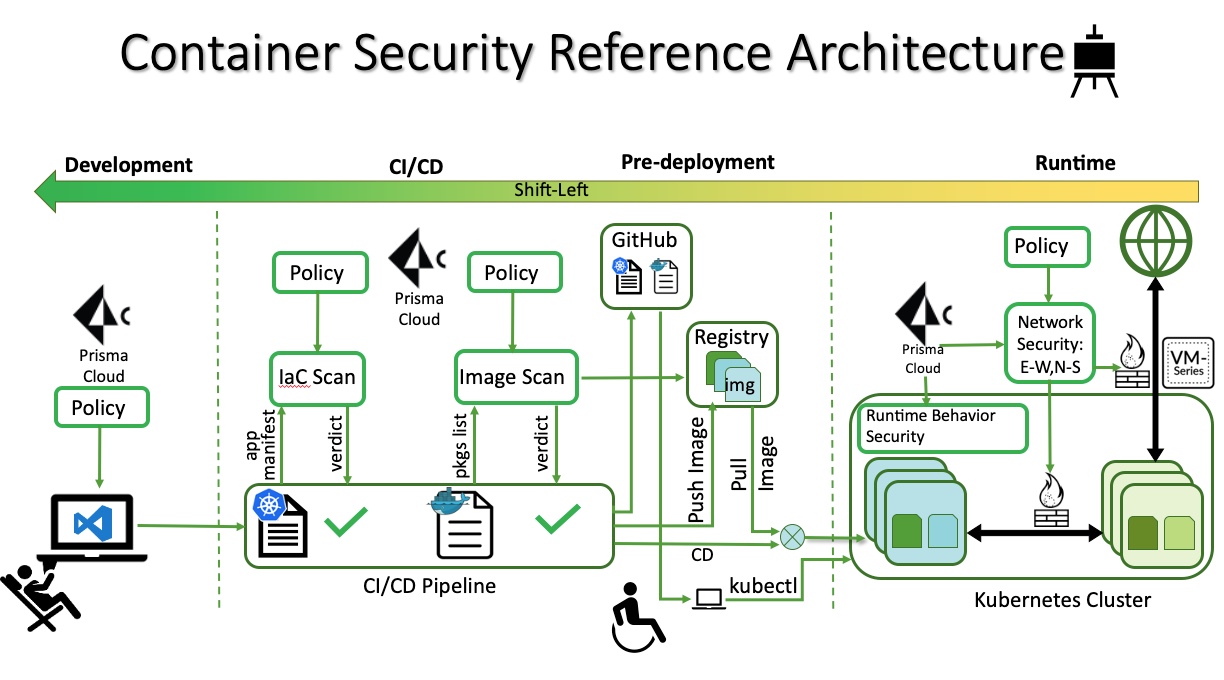 Container Security Reference Architecture
Development
CI/CD
Pre-deployment
Runtime
Shift-Left
Prisma
Cloud
Policy
Policy
Prisma
Cloud
Policy
IaC Scan
Image Scan
app
manifest
verdict
pkgs list
verdict
CI/CD Pipeline
GitHub
Registry
img
Push Image
Pull
Image
CD
kubectl
Policy
Prisma
Cloud
Network
Security:
E-W,N-S
VM-
Series
Runtime Behavior
Security
Kubernetes Cluster